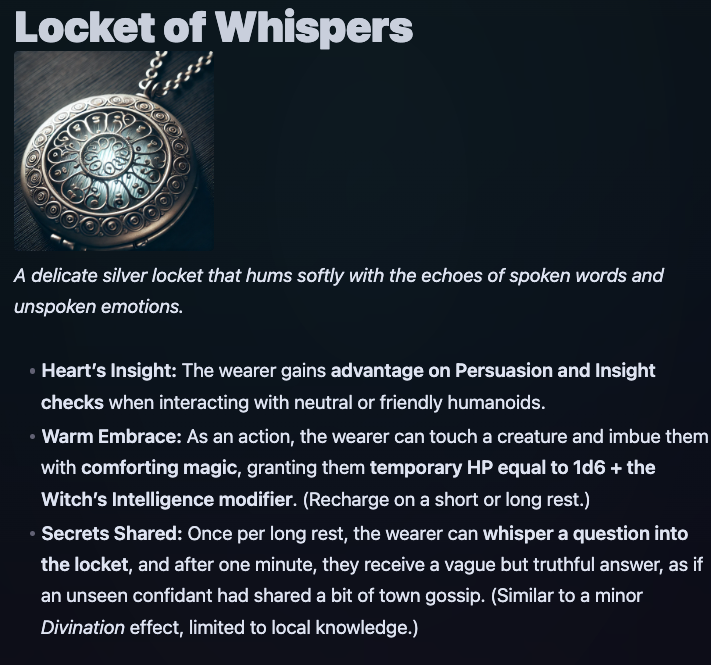 Locket of Whispers
A delicate silver locket that hums softly with the echoes of spoken words and
unspoken emotions.
• Heart’s Insight: The wearer gains advantage on Persuasion and Insight
checks when interacting with neutral or friendly humanoids.
• Warm Embrace: As an action, the wearer can touch a creature and imbue them
with comforting magic, granting them temporary HP equal to 1d6 + the
Witch’s Intelligence modifier. (Recharge on a short or long rest.)
• Secrets Shared: Once per long rest, the wearer can whisper a question into
the locket, and after one minute, they receive a vague but truthful answer, as if
an unseen confidant had shared a bit of town gossip. (Similar to a minor
Divination effect, limited to local knowledge.)